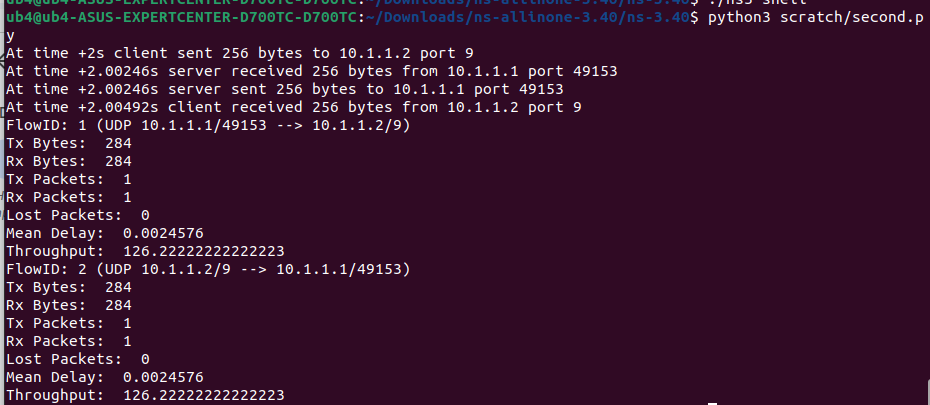 ub4@ub4-ASUS-EXPERTCENTER-D700TC-D700TC:~/Downloads/ns-allinone-3.40/ns-3.40$ ./ns3 shell
ub4@ub4-ASUS-EXPERTCENTER-D700TC-D700TC:~/Downloads/ns-allinone-3.40/ns-3.40$ python3 scratch/second.p
y
At time +2s client sent 256 bytes to 10.1.1.2 port 9
At time +2.00246s server received 256 bytes from 10.1.1.1 port 49153
At time +2.00246s server sent 256 bytes to 10.1.1.1 port 49153
At time +2.00492s client received 256 bytes from 10.1.1.2 port 9
FlowID: 1 (UDP 10.1.1.1/49153 --> 10.1.1.2/9)
Tx Bytes:  284
Rx Bytes:  284
Tx Packets:  1
Rx Packets:  1
Lost Packets:  0
Mean Delay:  0.0024576
Throughput:  126.22222222222223
FlowID: 2 (UDP 10.1.1.2/9 --> 10.1.1.1/49153)
Tx Bytes:  284
Rx Bytes:  284
Tx Packets:  1
Rx Packets:  1
Lost Packets:  0
Mean Delay:  0.0024576
Throughput:  126.22222222222223